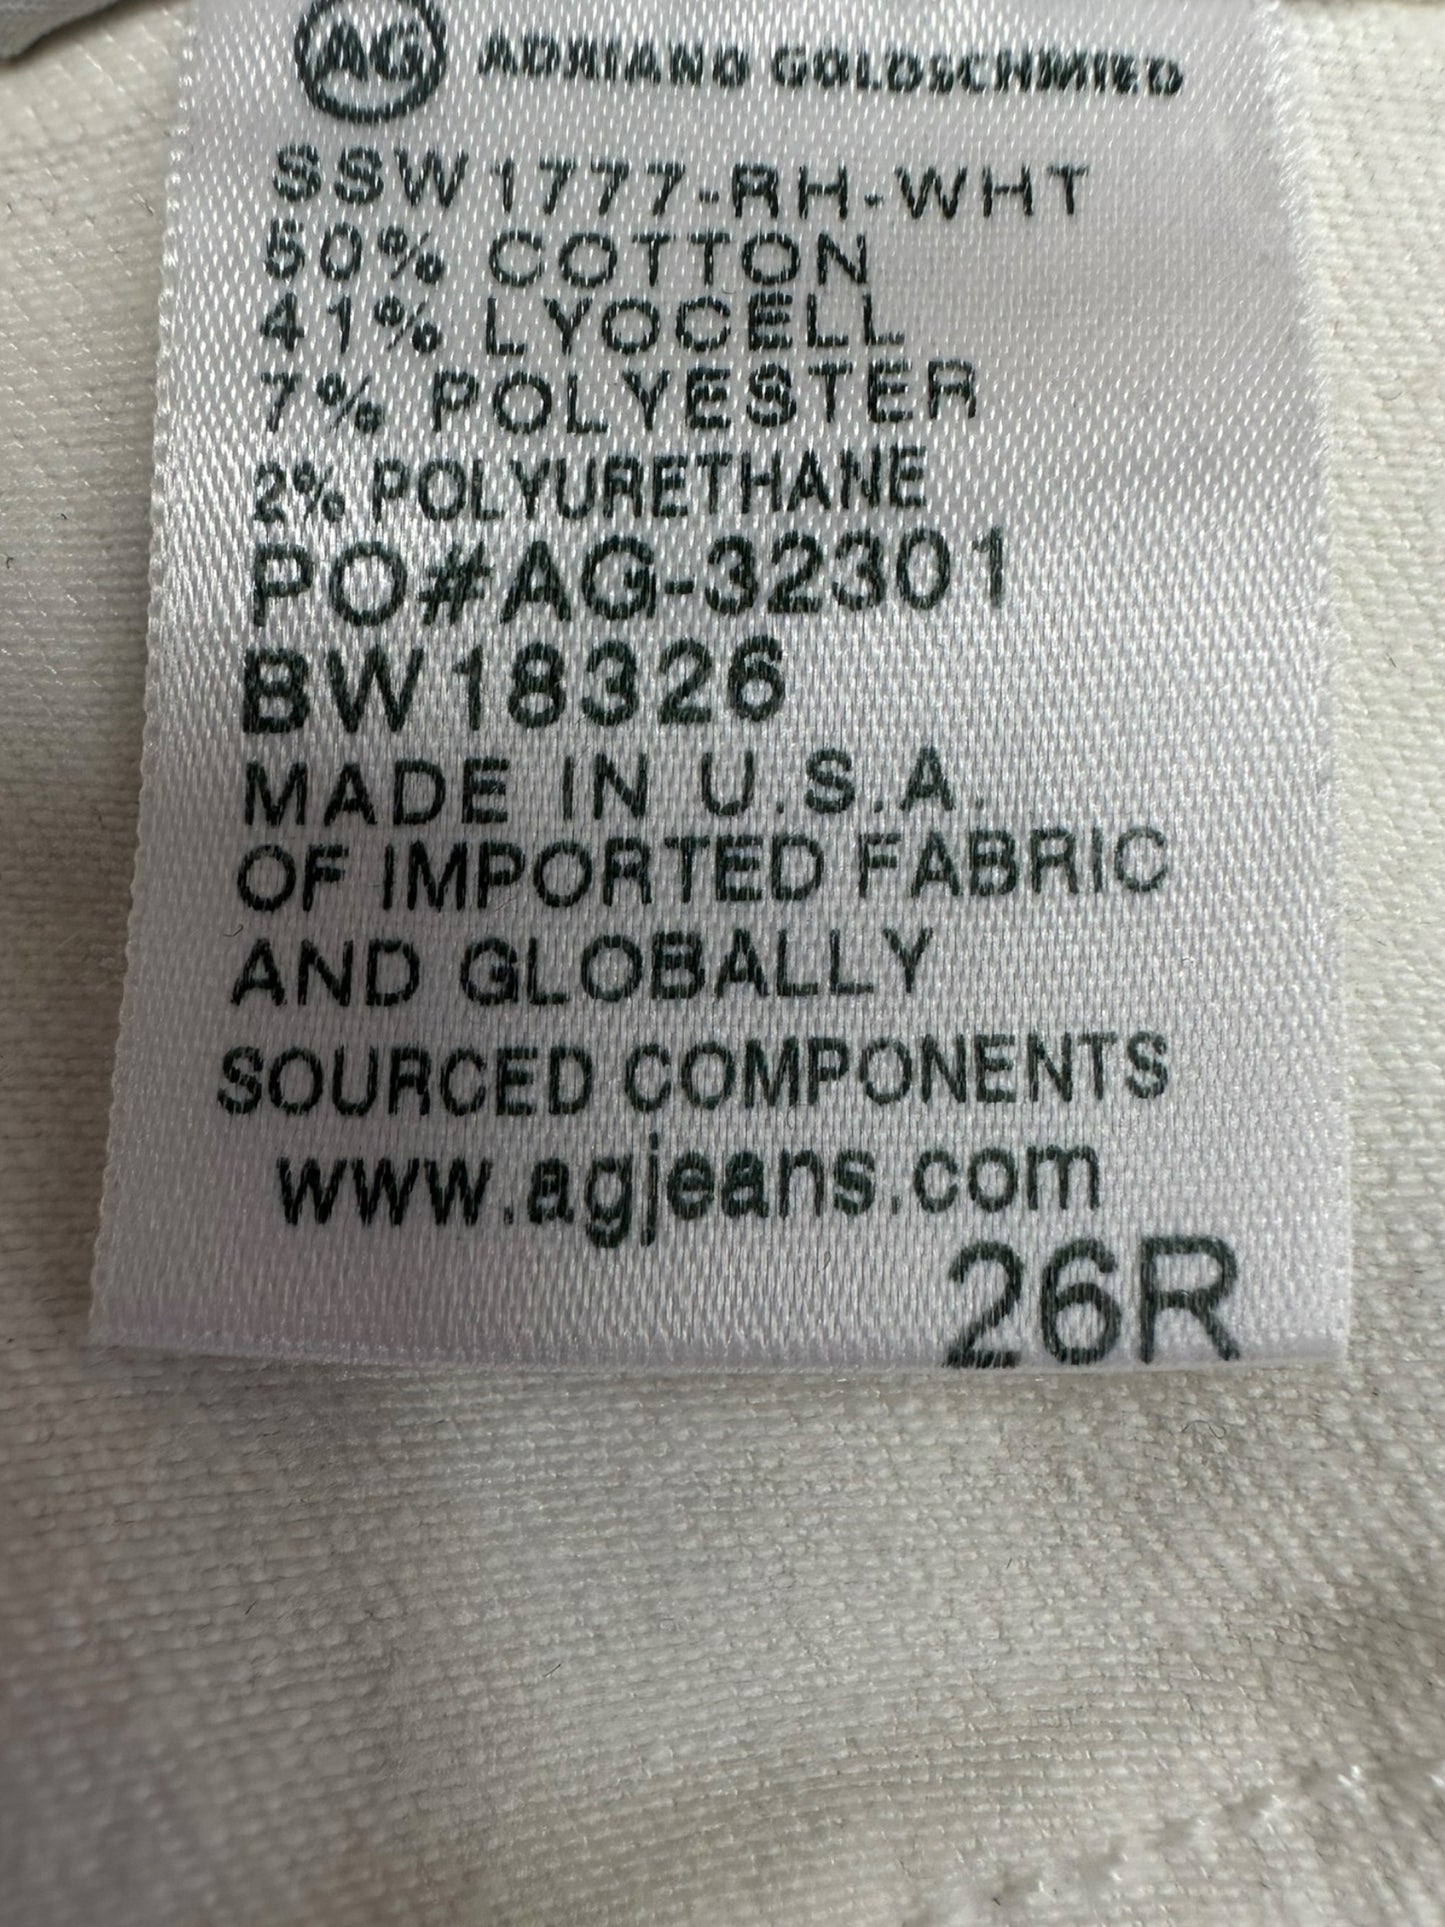 AG ADRIANO GOLDSCHMIED
SSW1777-RH-WHT
50% COTTON
41% LYOCELL
7% POLYESTER
2% POLYURETHANE
PO#AG-32301
BW18326
MADE IN U.S.A.
OF IMPORTED FABRIC
AND GLOBALLY
SOURCED COMPONENTS
www.agjeans.com
26R